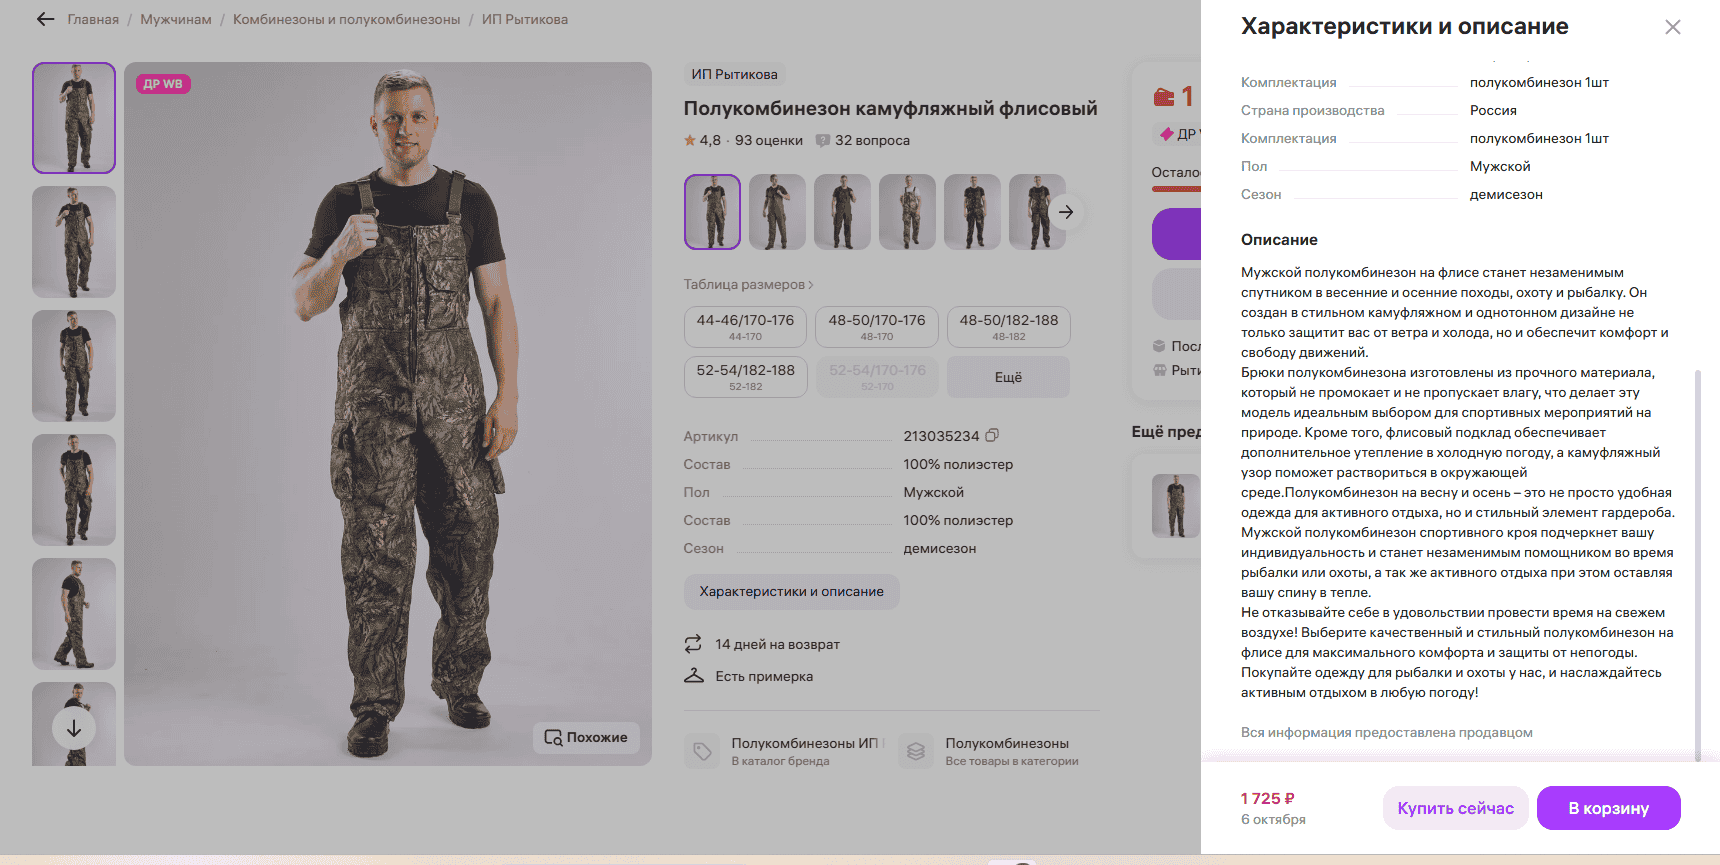 Главная / Мужчинам / Комбинезоны и полукомбинезоны / ИП Рытикова
ДР WB
Похожие
ИП Рытикова
Полукомбинезон камуфляжный флисовый
4,8 · 93 оценки 32 вопроса
Таблица размеров
44-46/170-176
44-170
48-50/170-176
48-170
48-50/182-188
48-182
52-54/182-188
52-182
52-54/170-176
52-170
Ещё
Артикул 213035234
Состав 100% полиэстер
Пол Мужской
Состав 100% полиэстер
Сезон демисезон
Характеристики и описание
14 дней на возврат
Есть примерка
Полукомбинезоны ИП
В каталог бренда
Полукомбинезоны
Все товары в категории
1
ДР
Остало
Посл
Рыти
Ещё пред
Характеристики и описание
Комплектация полукомбинезон 1шт
Страна производства Россия
Комплектация полукомбинезон 1шт
Пол Мужской
Сезон демисезон
Описание
Мужской полукомбинезон на флисе станет незаменимым
спутником в весенние и осенние походы, охоту и рыбалку. Он
создан в стильном камуфляжном и однотонном дизайне не
только защитит вас от ветра и холода, но и обеспечит комфорт и
свободу движений.
Брюки полукомбинезона изготовлены из прочного материала,
который не промокает и не пропускает влагу, что делает эту
модель идеальным выбором для спортивных мероприятий на
природе. Кроме того, флисовый подклад обеспечивает
дополнительное утепление в холодную погоду, а камуфляжный
узор поможет раствориться в окружающей
среде.Полукомбинезон на весну и осень – это не просто удобная
одежда для активного отдыха, но и стильный элемент гардероба.
Мужской полукомбинезон спортивного кроя подчеркнет вашу
индивидуальность и станет незаменимым помощником во время
рыбалки или охоты, а так же активного отдыха при этом оставляя
вашу спину в тепле.
Не отказывайте себе в удовольствии провести время на свежем
воздухе! Выберите качественный и стильный полукомбинезон на
флисе для максимального комфорта и защиты от непогоды.
Покупайте одежду для рыбалки и охоты у нас, и наслаждайтесь
активным отдыхом в любую погоду!
Вся информация предоставлена продавцом
1 725 ₽
6 октября
Купить сейчас
В корзину